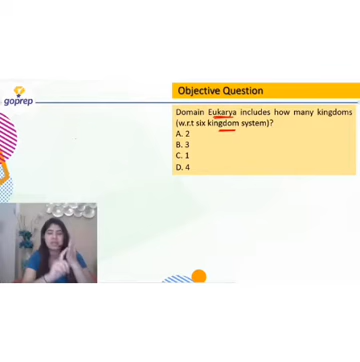 goprep
Objective Question
Domain Eukarya includes how many kingdoms
(w.r.t six kingdom system)?
A. 2
B. 3
C. 1
D. 4